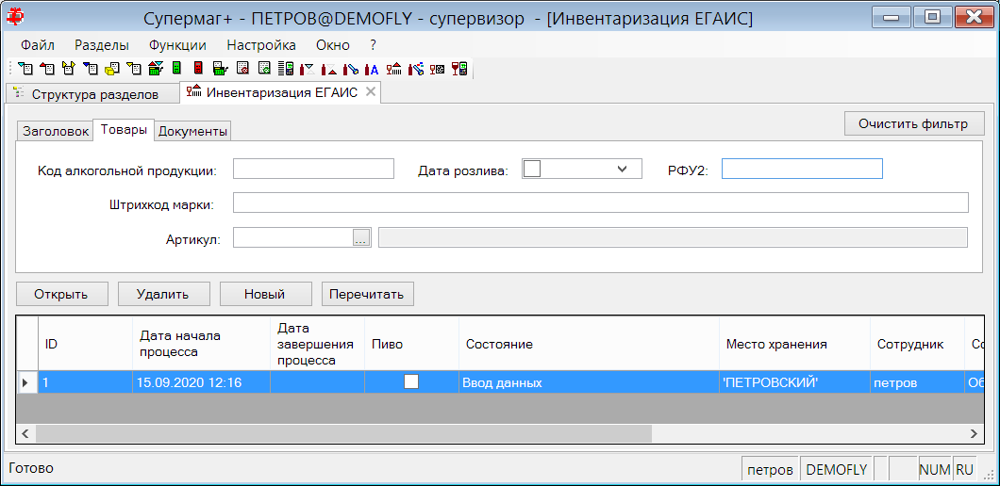 Супермаг+ - ПЕТРОВ@DEMOFLY - супервизор - [Инвентаризация ЕГАИС]
Файл Разделы Функции Настройка Окно ?
Структура разделов Инвентаризация ЕГАИС
Очистить фильтр
Заголовок Товары Документы
Код алкогольной продукции: Дата розлива: РФУ2:
Штрихкод марки:
Артикул: ...
Открыть Удалить Новый Перечитать
ID Дата начала процесса Дата завершения процесса Пиво Состояние Место хранения Сотрудник Со
1 15.09.2020 12:16 Ввод данных 'ПЕТРОВСКИЙ' петров Об
Готово петров DEMOFLY NUM RU